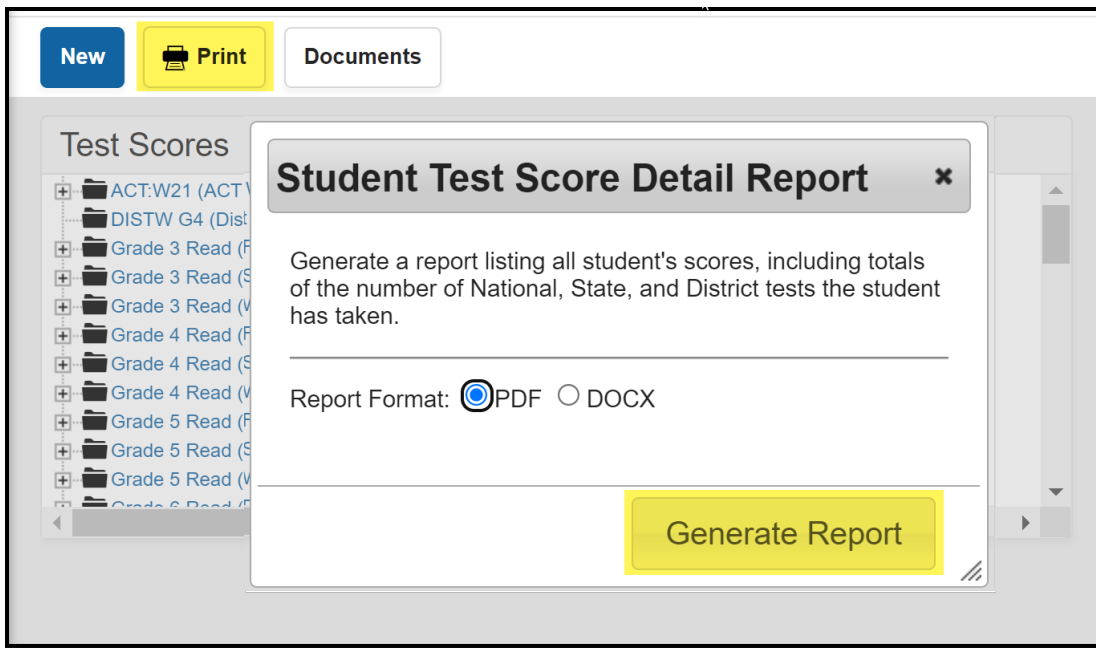 New Print Documents
Test Scores
Student Test Score Detail Report
ACT:W21 (ACT
DISTW G4 (Dist
Grade 3 Read (F
Grade 3 Read (S
Grade 3 Read (W
Grade 4 Read (F
Grade 4 Read (S
Grade 4 Read (W
Grade 5 Read (F
Grade 5 Read (S
Grade 5 Read (W
Grade 6 Read (F
Generate a report listing all student's scores, including totals
of the number of National, State, and District tests the student
has taken.
Report Format: PDF DOCX
Generate Report